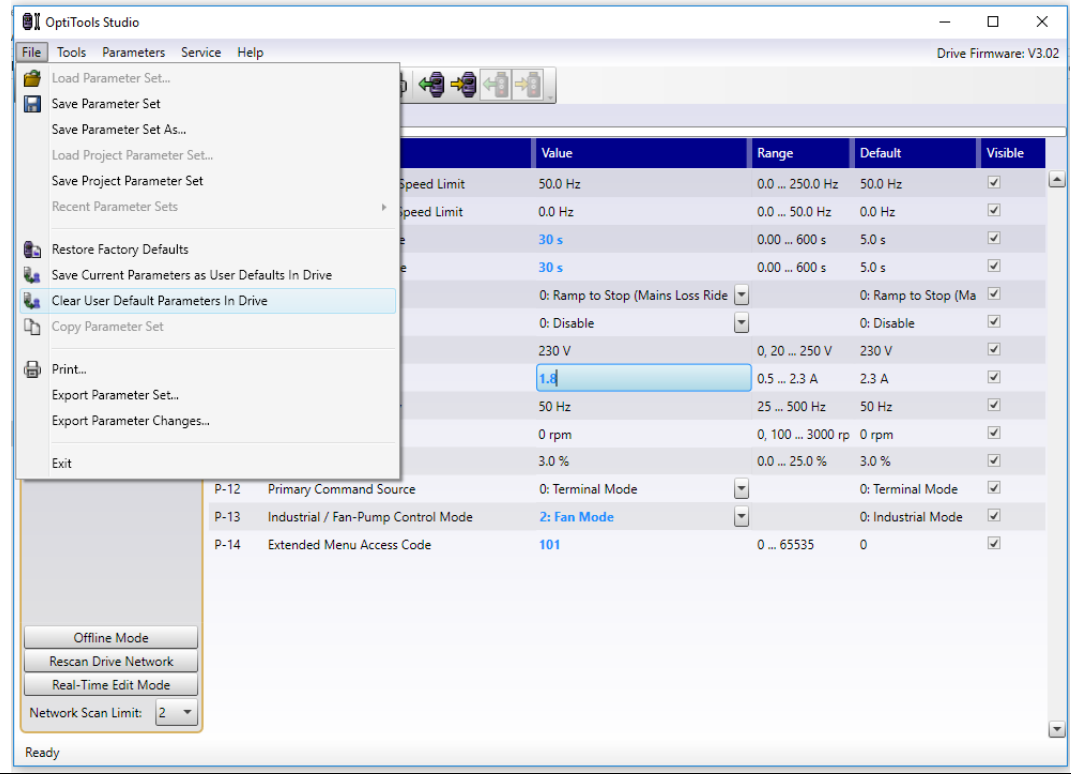 OptiTools Studio
File Tools Parameters Service Help Drive Firmware: V3.02
Load Parameter Set...
Save Parameter Set
Save Parameter Set As...
Load Project Parameter Set...
Save Project Parameter Set
Recent Parameter Sets
Restore Factory Defaults
Save Current Parameters as User Defaults In Drive
Clear User Default Parameters In Drive
Copy Parameter Set
Print...
Export Parameter Set...
Export Parameter Changes...
Exit
Value Range Default Visible
Speed Limit 50.0 Hz 0.0 ... 250.0 Hz 50.0 Hz
Speed Limit 0.0 Hz 0.0 ... 50.0 Hz 0.0 Hz
e 30 s 0.00 ... 600 s 5.0 s
e 30 s 0.00 ... 600 s 5.0 s
0: Ramp to Stop (Mains Loss Ride 0: Ramp to Stop (Ma
0: Disable 0: Disable
230 V 0, 20 ... 250 V 230 V
1.8 0.5 ... 2.3 A 2.3 A
50 Hz 25 ... 500 Hz 50 Hz
0 rpm 0, 100 ... 3000 rp 0 rpm
3.0 % 0.0 ... 25.0 % 3.0 %
P-12 Primary Command Source 0: Terminal Mode 0: Terminal Mode
P-13 Industrial / Fan-Pump Control Mode 2: Fan Mode 0: Industrial Mode
P-14 Extended Menu Access Code 101 0 ... 65535 0
Offline Mode
Rescan Drive Network
Real-Time Edit Mode
Network Scan Limit: 2
Ready